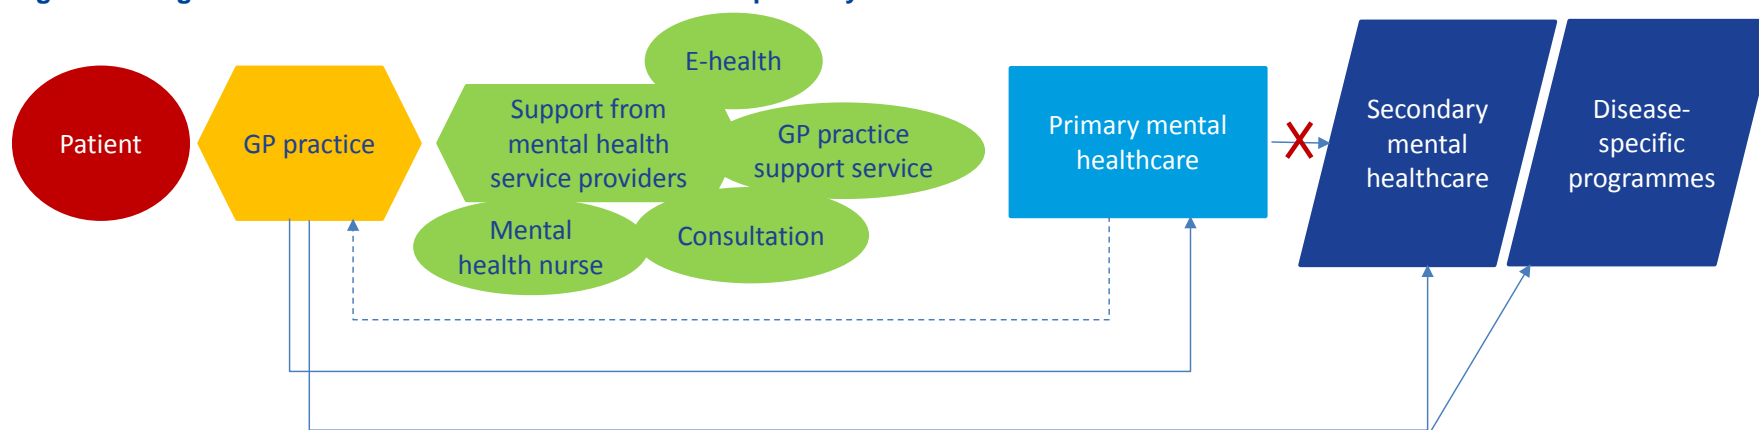 Patient
GP practice
Support from
mental health
service providers
E-health
GP practice
support service
Mental
health nurse
Consultation
Primary mental
healthcare
X
Secondary
mental
healthcare
Disease-
specific
programmes